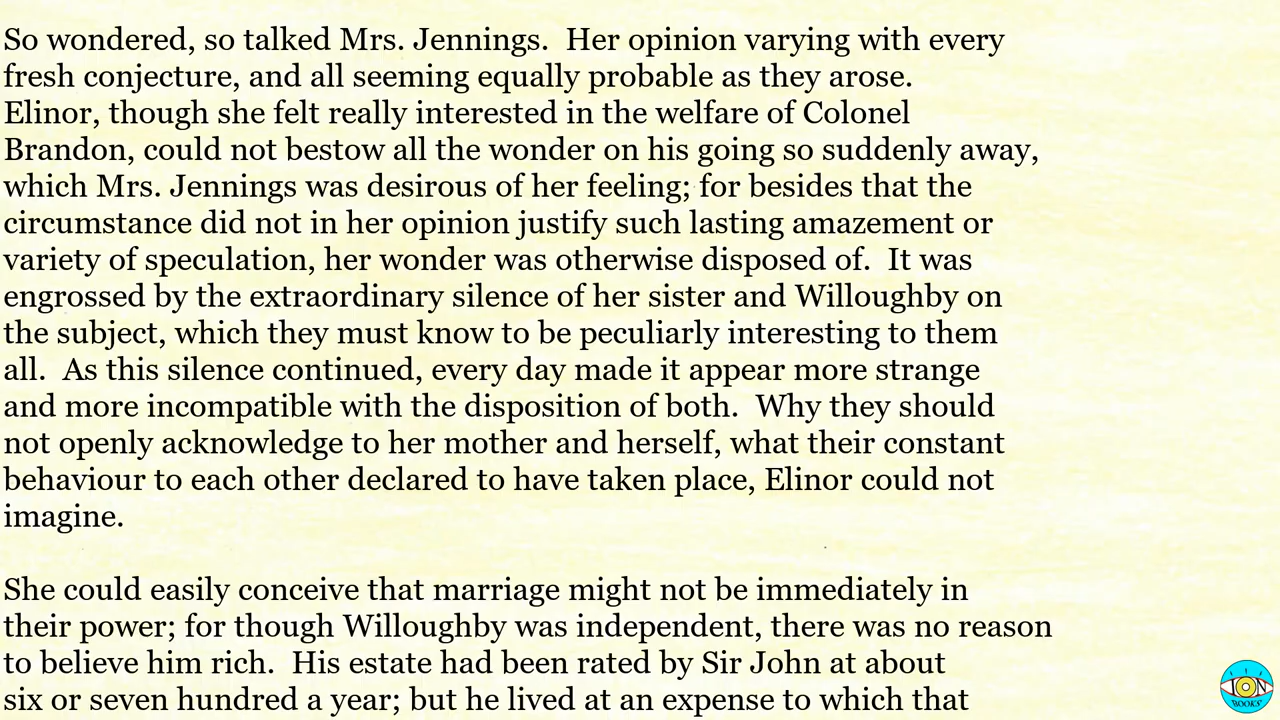 So wondered, so talked Mrs. Jennings.  Her opinion varying with every
fresh conjecture, and all seeming equally probable as they arose.
Elinor, though she felt really interested in the welfare of Colonel
Brandon, could not bestow all the wonder on his going so suddenly away,
which Mrs. Jennings was desirous of her feeling; for besides that the
circumstance did not in her opinion justify such lasting amazement or
variety of speculation, her wonder was otherwise disposed of.  It was
engrossed by the extraordinary silence of her sister and Willoughby on
the subject, which they must know to be peculiarly interesting to them
all.  As this silence continued, every day made it appear more strange
and more incompatible with the disposition of both.  Why they should
not openly acknowledge to her mother and herself, what their constant
behaviour to each other declared to have taken place, Elinor could not
imagine.

She could easily conceive that marriage might not be immediately in
their power; for though Willoughby was independent, there was no reason
to believe him rich.  His estate had been rated by Sir John at about
six or seven hundred a year; but he lived at an expense to which that
ION
BOOKS